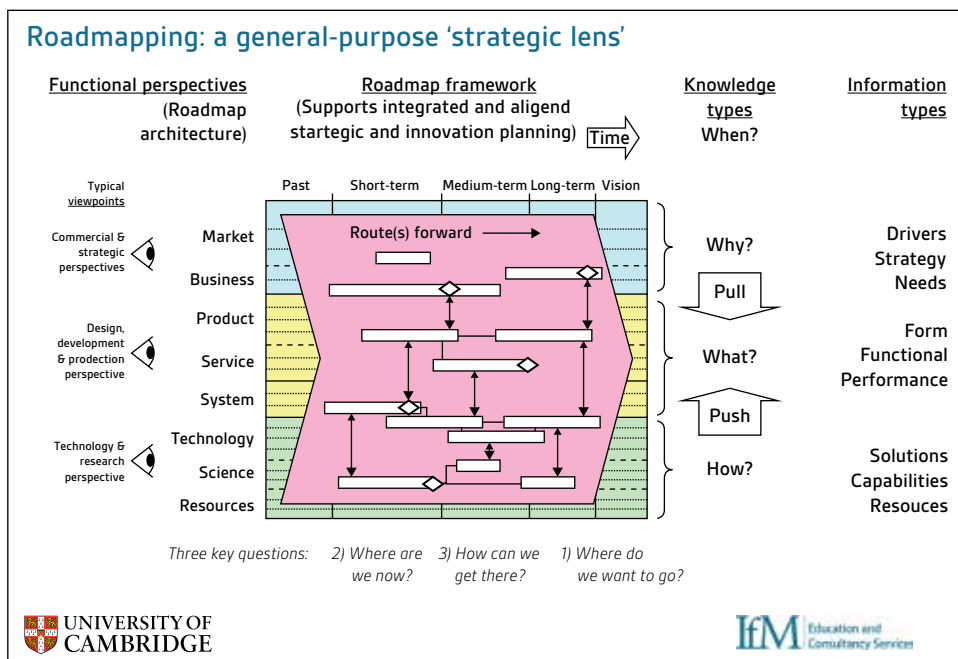 Roadmapping: a general-purpose ‘strategic lens’
Functional perspectives
(Roadmap
architecture)
Roadmap framework
(Supports integrated and aligend
startegic and innovation planning)
Time
Knowledge
types
When?
Information
types
Typical
viewpoints
Past
Short-term
Medium-term
Long-term
Vision
Commercial &
strategic
perspectives
Market
Business
Route(s) forward
Why?
Drivers
Strategy
Needs
Pull
Design,
development
& production
perspective
Product
Service
System
What?
Form
Functional
Performance
Push
Technology &
research
perspective
Technology
Science
Resources
How?
Solutions
Capabilities
Resouces
Three key questions:
2) Where are
we now?
3) How can we
get there?
1) Where do
we want to go?
UNIVERSITY OF
CAMBRIDGE
IfM
Education and
Consultancy Services